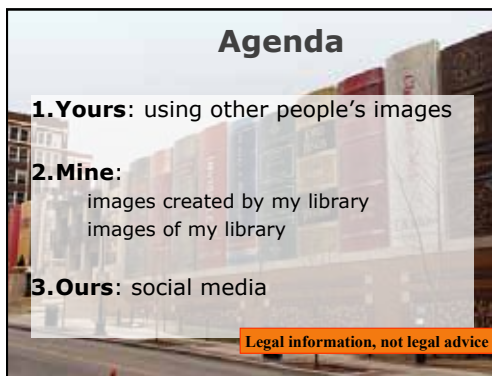 Agenda
1.Yours: using other people's images
2.Mine:
images created by my library
images of my library
3.Ours: social media
Legal information, not legal advice